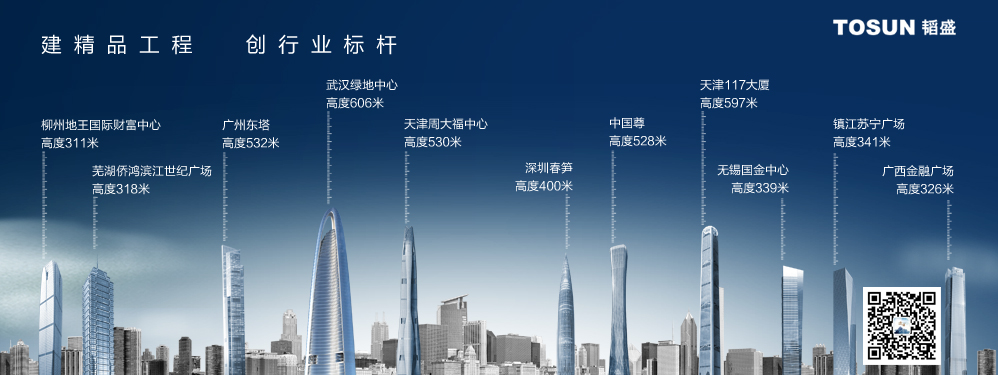 建精品工程 创行业标杆
TOSUN 韬盛
柳州地王国际财富中心
高度311米
芜湖侨鸿滨江世纪广场
高度318米
广州东塔
高度532米
武汉绿地中心
高度606米
天津周大福中心
高度530米
深圳春笋
高度400米
中国尊
高度528米
天津117大厦
高度597米
无锡国金中心
高度339米
镇江苏宁广场
高度341米
广西金融广场
高度326米